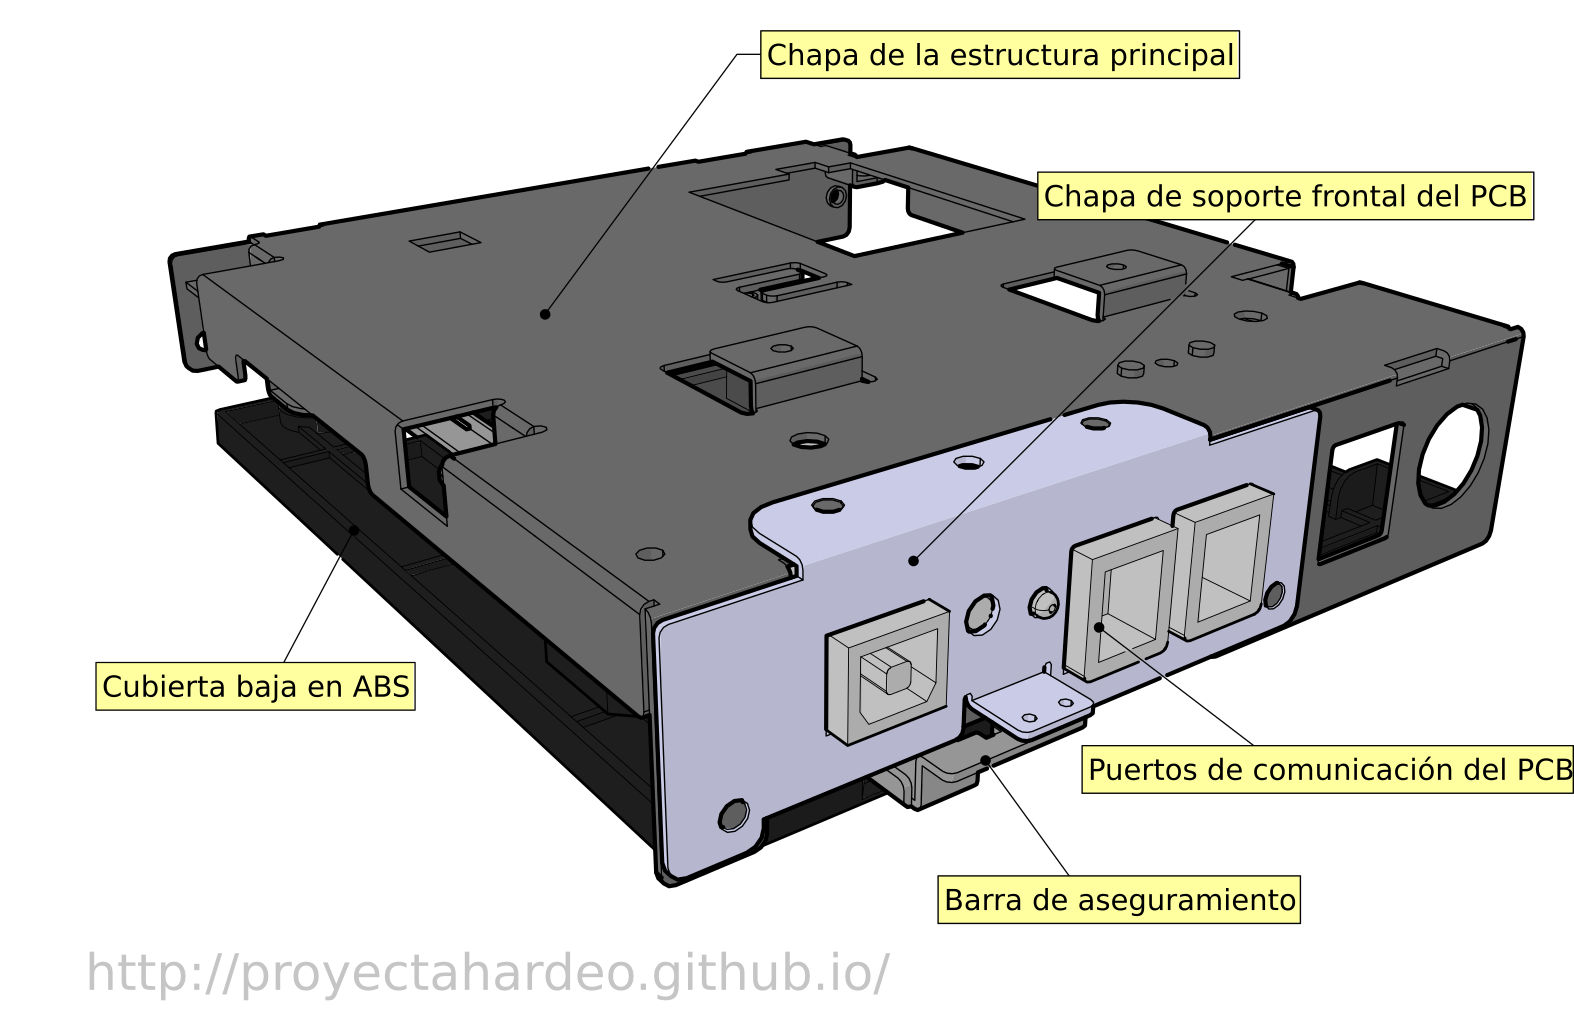 Chapa de la estructura principal
Chapa de soporte frontal del PCB
Cubierta baja en ABS
Puertos de comunicación del PCB
Barra de aseguramiento
http://proyectahardeo.github.io/